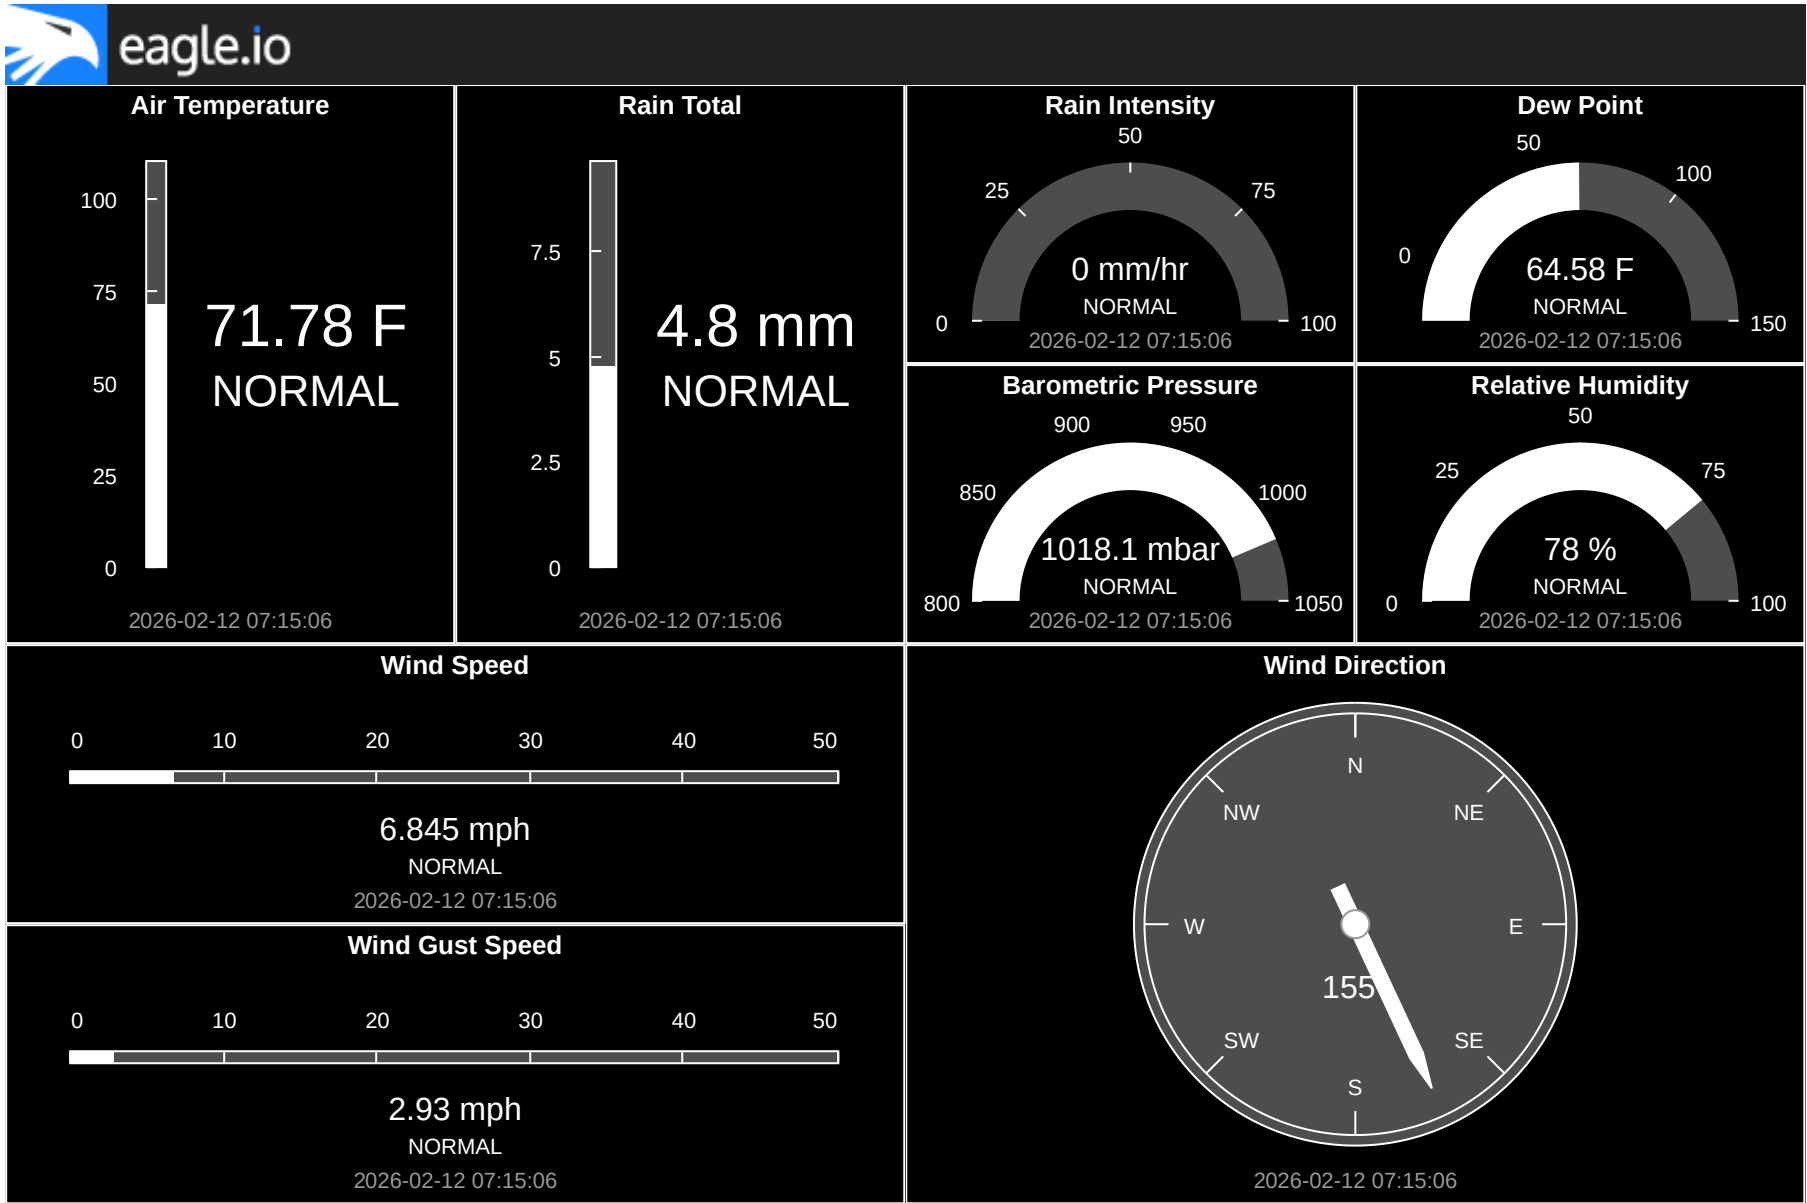 eagle.io
Air Temperature
100
75
50
25
0
71.78 F
NORMAL
2026-02-12 07:15:06
Rain Total
7.5
5
2.5
0
4.8 mm
NORMAL
2026-02-12 07:15:06
Rain Intensity
0
25
50
75
100
0 mm/hr
NORMAL
2026-02-12 07:15:06
Dew Point
0
50
100
150
64.58 F
NORMAL
2026-02-12 07:15:06
Barometric Pressure
800
850
900
950
1000
1050
1018.1 mbar
NORMAL
2026-02-12 07:15:06
Relative Humidity
0
25
50
75
100
78 %
NORMAL
2026-02-12 07:15:06
Wind Speed
0 10 20 30 40 50
6.845 mph
NORMAL
2026-02-12 07:15:06
Wind Gust Speed
0 10 20 30 40 50
2.93 mph
NORMAL
2026-02-12 07:15:06
Wind Direction
N
NW NE
W E
155
SW SE
S
2026-02-12 07:15:06